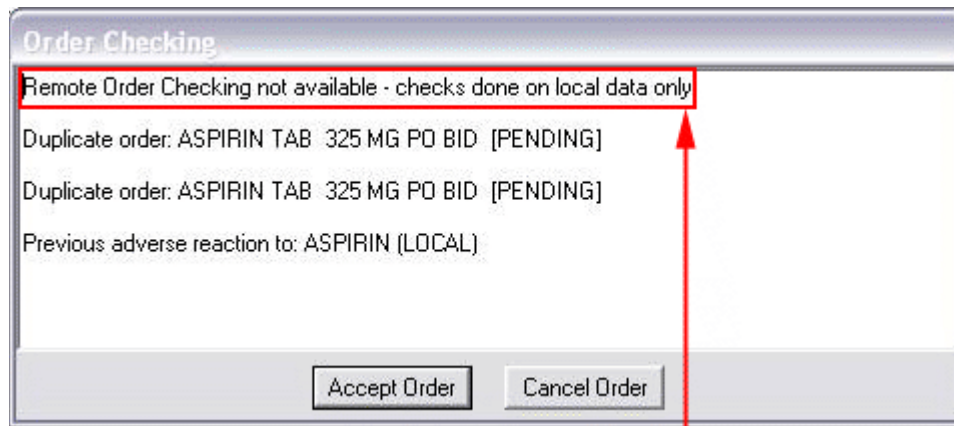 Order Checking
Remote Order Checking not available - checks done on local data only
Duplicate order: ASPIRIN TAB 325 MG PO BID [PENDING]
Duplicate order: ASPIRIN TAB 325 MG PO BID [PENDING]
Previous adverse reaction to: ASPIRIN (LOCAL)
Accept Order Cancel Order